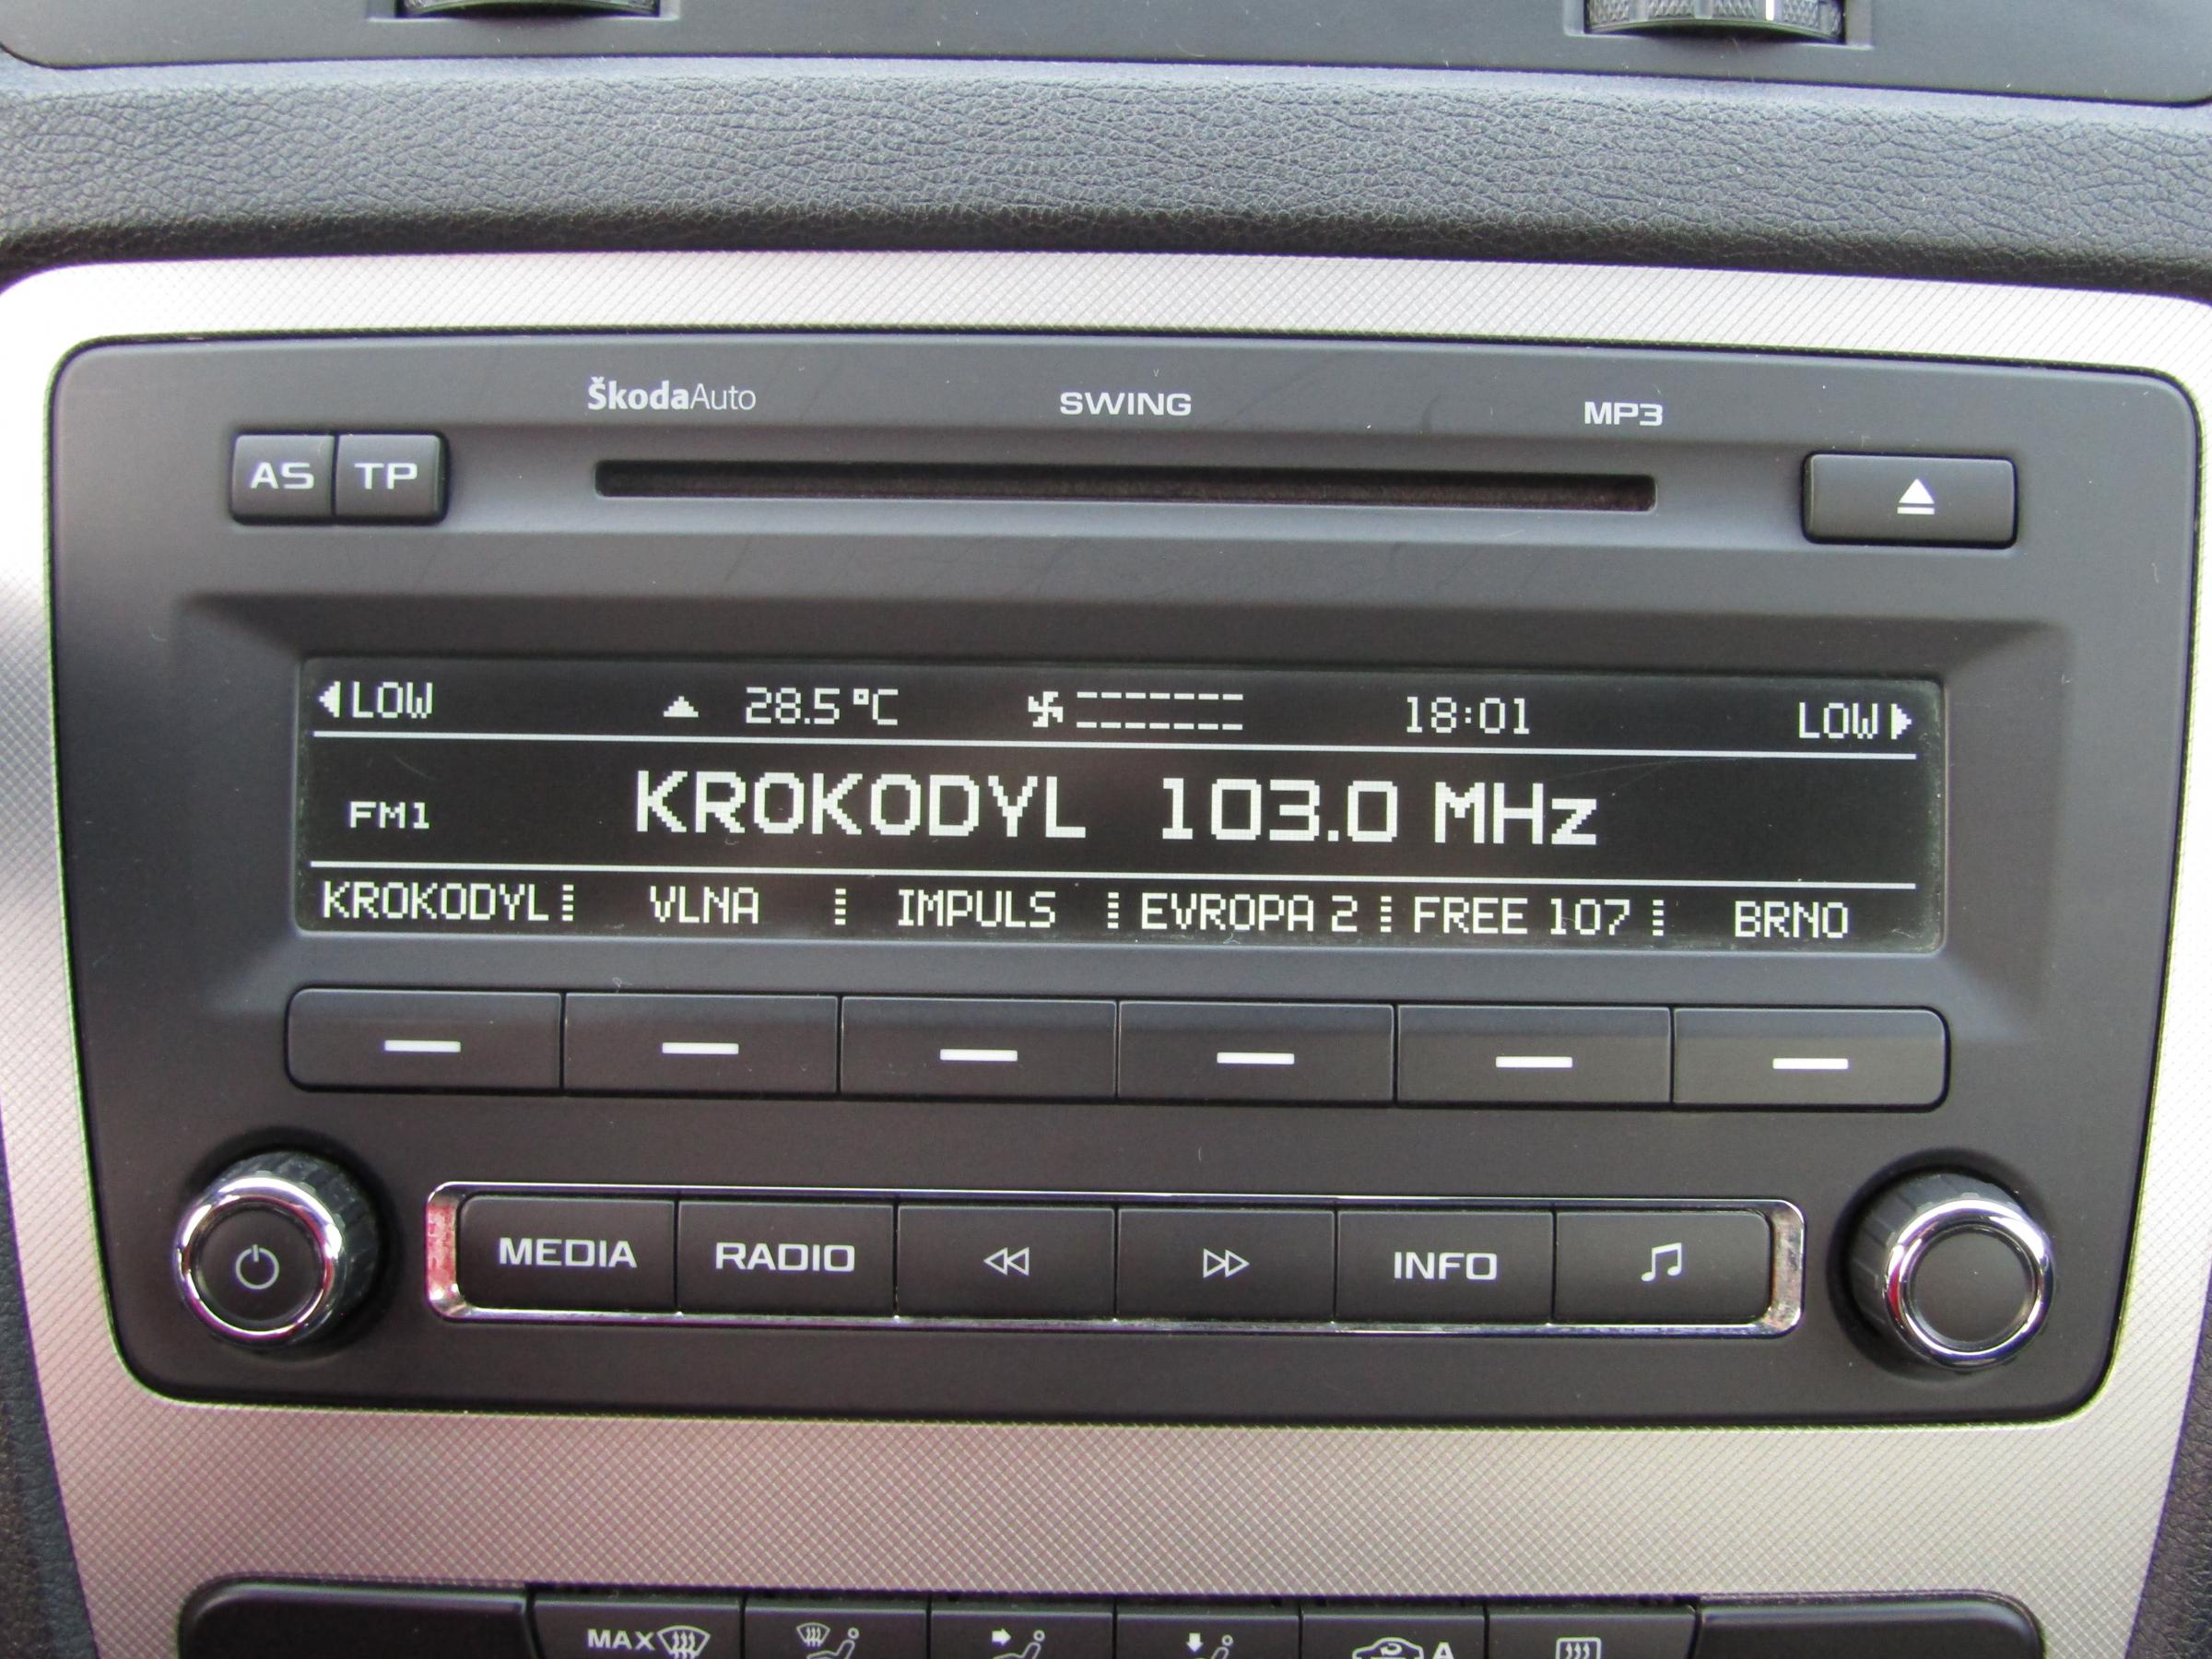 ŠkodaAuto SWING MP3
AS TP
LOW 28.5°C 18:01 LOW
FM1 KROKODYL 103.0 MHz
KROKODYL VLNA IMPULS EVROPA 2 FREE 107 BRNO
MEDIA RADIO INFO
MAX A